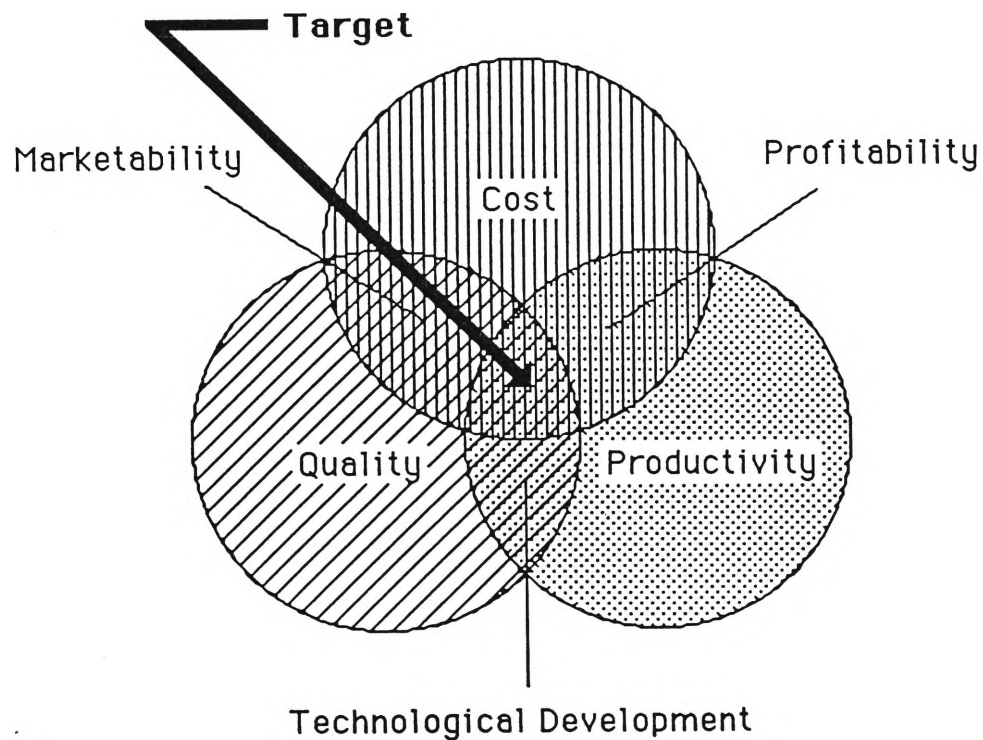 Target
Marketability
Profitability
Cost
Quality
Productivity
Technological Development